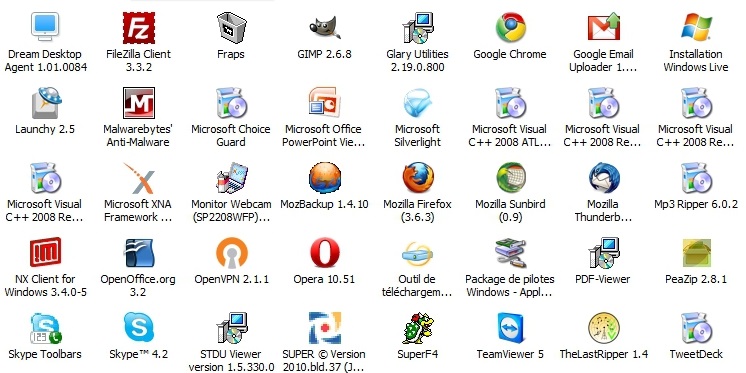 Dream Desktop Agent 1.01.0084
FileZilla Client 3.3.2
Fraps
GIMP 2.6.8
Glary Utilities 2.19.0.800
Google Chrome
Google Email Uploader 1....
Installation Windows Live
Launchy 2.5
Malwarebytes' Anti-Malware
Microsoft Choice Guard
Microsoft Office PowerPoint Vie...
Microsoft Silverlight
Microsoft Visual C++ 2008 ATL...
Microsoft Visual C++ 2008 Re...
Microsoft Visual C++ 2008 Re...
Microsoft Visual C++ 2008 Re...
Microsoft XNA Framework ...
Monitor Webcam (SP2208WFP)...
MozBackup 1.4.10
Mozilla Firefox (3.6.3)
Mozilla Sunbird (0.9)
Mozilla Thunderb...
Mp3 Ripper 6.0.2
NX Client for Windows 3.4.0-5
OpenOffice.org 3.2
OpenVPN 2.1.1
Opera 10.51
Outil de téléchargem...
Package de pilotes Windows - Appl...
PDF-Viewer
PeaZip 2.8.1
Skype Toolbars
Skype™ 4.2
STDU Viewer version 1.5.330.0
SUPER © Version 2010.bld.37 (J...
SuperF4
TeamViewer 5
TheLastRipper 1.4
TweetDeck